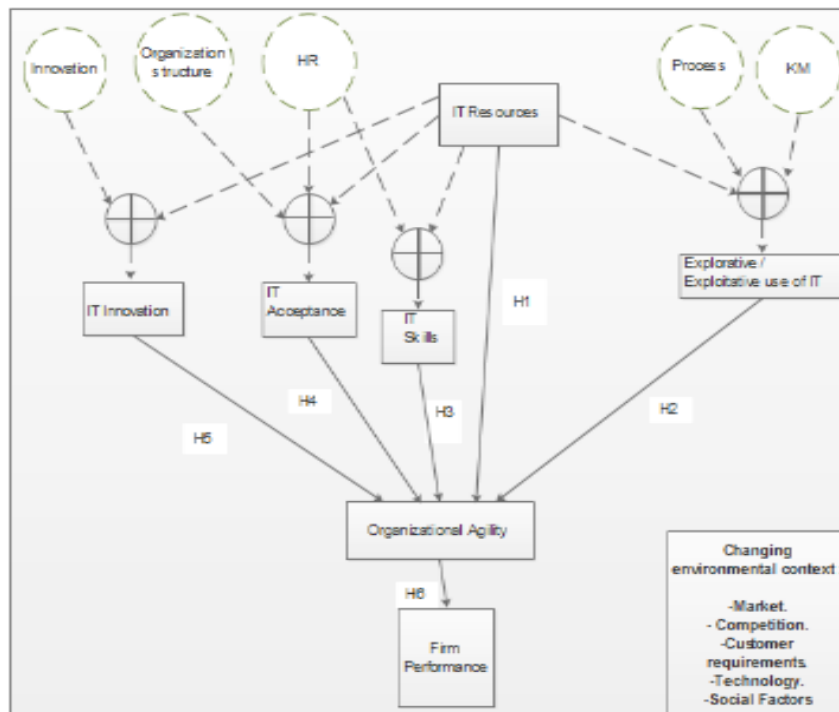 Innovation
Organization
structure
HR
Process
KM
IT Resources
IT Innovation
IT
Acceptance
IT
Skills
Explorative /
Exploitative use of IT
H1
H2
H3
H4
H5
Organizational Agility
H6
Firm
Performance
Changing
environmental context
-Market.
- Competition.
-Customer
requirements.
-Technology.
-Social Factors